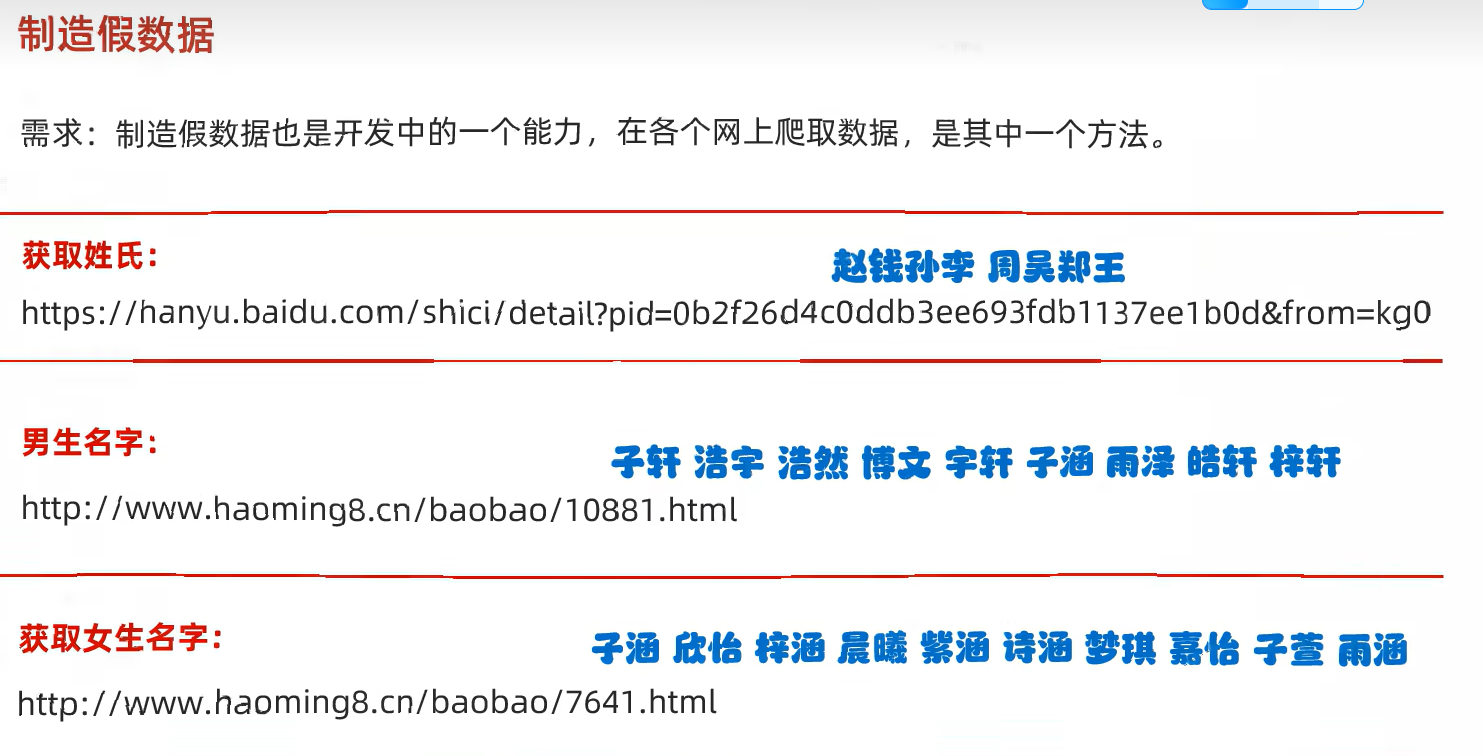 制造假数据
需求：制造假数据也是开发中的一个能力，在各个网上爬取数据，是其中一个方法。
获取姓氏：
赵钱孙李 周吴郑王
https://hanyu.baidu.com/shici/detail?pid=0b2f26d4c0ddb3ee693fdb1137ee1b0d&from=kg0
男生名字：
子轩 浩宇 浩然 博文 宇轩 子涵 雨泽 皓轩 梓轩
http://www.haoming8.cn/baobao/10881.html
获取女生名字：
子涵 欣怡 梓涵 晨曦 紫涵 诗涵 梦琪 嘉怡 子萱 雨涵
http://www.haoming8.cn/baobao/7641.html